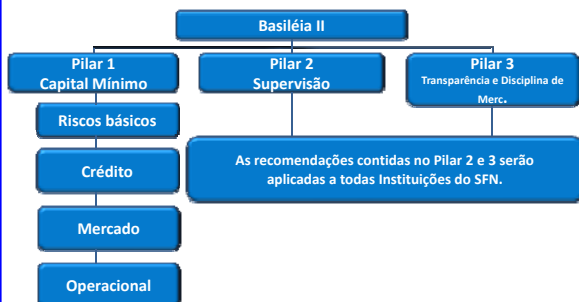 Basiléia II
Pilar 1
Capital Mínimo
Pilar 2
Supervisão
Pilar 3
Transparência e Disciplina de
Merc.
Riscos básicos
Crédito
Mercado
Operacional
As recomendações contidas no Pilar 2 e 3 serão
aplicadas a todas Instituições do SFN.